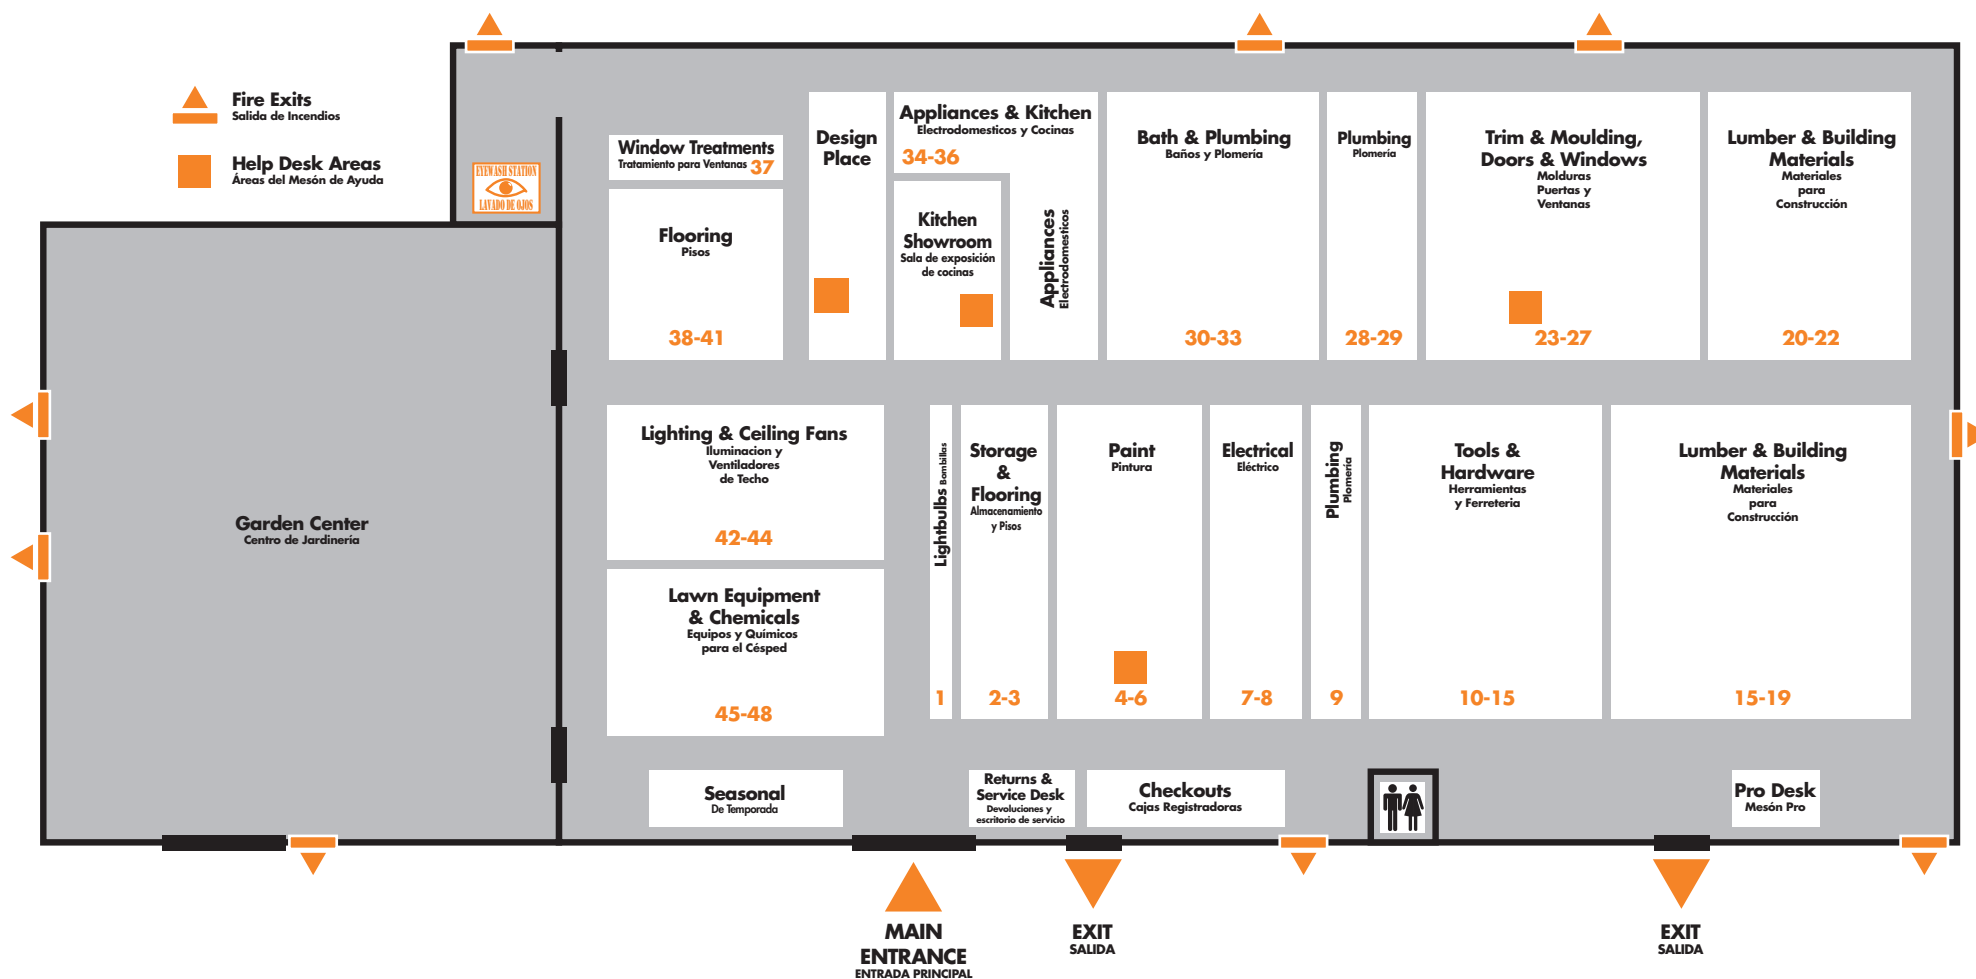 Fire Exits
Salida de Incendios
Help Desk Areas
Áreas del Mesón de Ayuda
EYEWASH STATION
LAVADO DE OJOS
Window Treatments
Tratamiento para Ventanas 37
Flooring
Pisos
38-41
Design
Place
Appliances & Kitchen
Electrodomesticos y Cocinas
34-36
Kitchen
Showroom
Sala de exposición
de cocinas
Appliances
Electrodomesticos
Bath & Plumbing
Baños y Plomería
30-33
Plumbing
Plomería
28-29
Trim & Moulding,
Doors & Windows
Molduras
Puertas y
Ventanas
23-27
Lumber & Building
Materials
Materiales
para
Construcción
20-22
Garden Center
Centro de Jardinería
Lighting & Ceiling Fans
Iluminacion y
Ventiladores
de Techo
42-44
Lawn Equipment
& Chemicals
Equipos y Químicos
para el Césped
45-48
Lightbulbs Bombillas
1
Storage
&
Flooring
Almacenamiento
y Pisos
2-3
Paint
Pintura
4-6
Electrical
Eléctrico
7-8
Plumbing
Plomería
9
Tools &
Hardware
Herramientas
y Ferreteria
10-15
Lumber & Building
Materials
Materiales
para
Construcción
15-19
Seasonal
De Temporada
Returns &
Service Desk
Devoluciones y
escritorio de servicio
Checkouts
Cajas Registradoras
Pro Desk
Mesón Pro
MAIN
ENTRANCE
ENTRADA PRINCIPAL
EXIT
SALIDA
EXIT
SALIDA